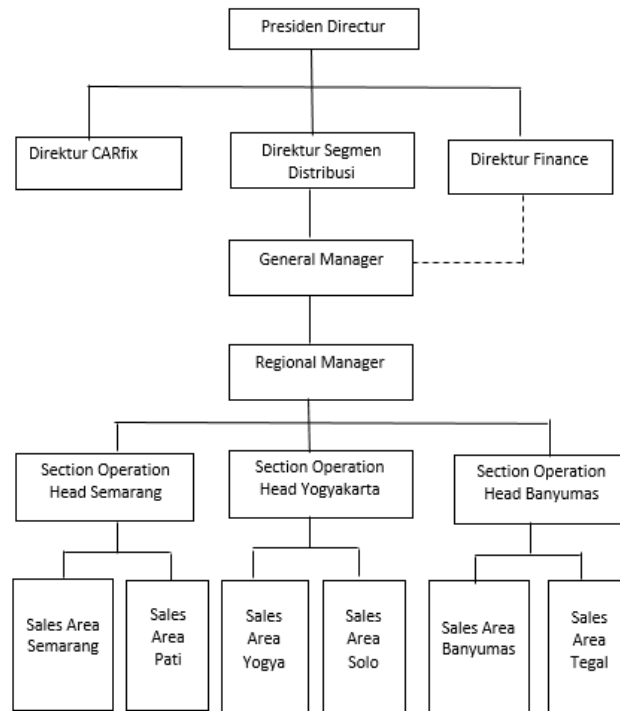 Presiden Directur
Direktur CARfix
Direktur Segmen
Distribusi
Direktur Finance
General Manager
Regional Manager
Section Operation
Head Semarang
Section Operation
Head Yogyakarta
Section Operation
Head Banyumas
Sales Area
Semarang
Sales
Area
Pati
Sales
Area
Yogya
Sales
Area
Solo
Sales Area
Banyumas
Sales
Area
Tegal